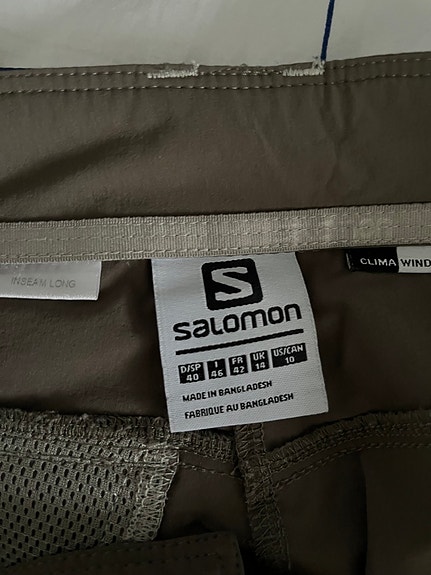 INSEAM LONG
S
SALOMON
D/SP I FR UK US/CAN
40 46 42 14 10
MADE IN BANGLADESH
FABRIQUE AU BANGLADESH
CLIMA WIND